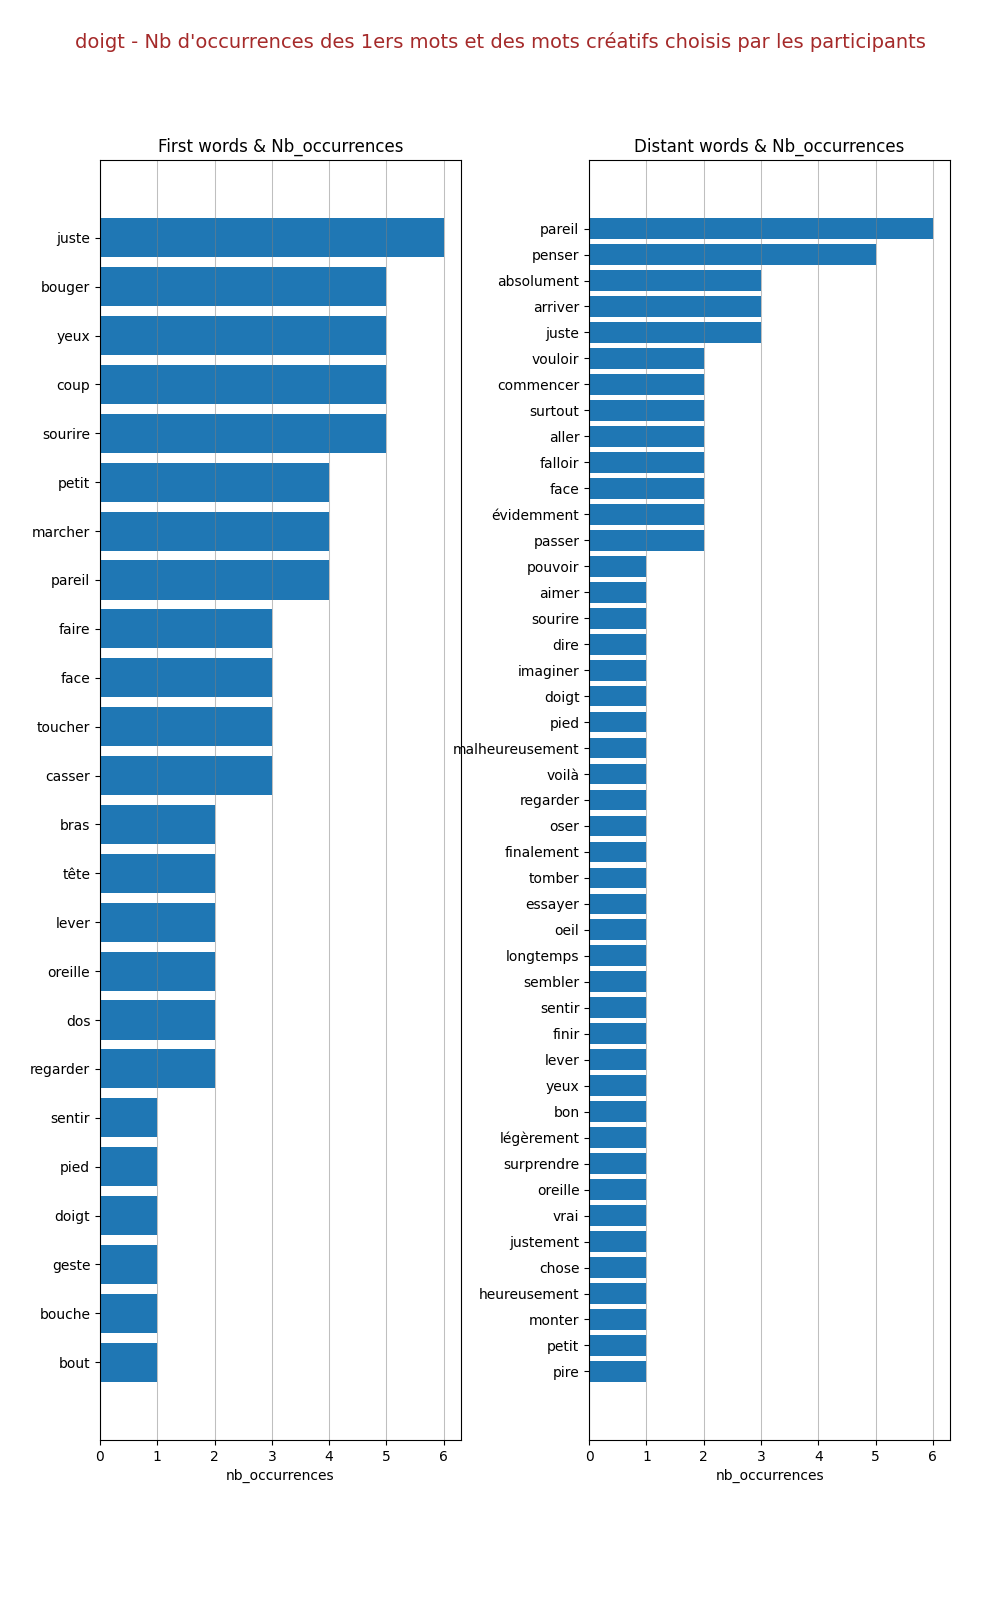 doigt - Nb d'occurrences des 1ers mots et des mots créatifs choisis par les participants
First words & Nb_occurrences
juste
bouger
yeux
coup
sourire
petit
marcher
pareil
faire
face
toucher
casser
bras
tête
lever
oreille
dos
regarder
sentir
pied
doigt
geste
bouche
bout
0 1 2 3 4 5 6
nb_occurrences
Distant words & Nb_occurrences
pareil
penser
absolument
arriver
juste
vouloir
commencer
surtout
aller
falloir
face
évidemment
passer
pouvoir
aimer
sourire
dire
imaginer
doigt
pied
malheureusement
voilà
regarder
oser
finalement
tomber
essayer
oeil
longtemps
sembler
sentir
finir
lever
yeux
bon
légèrement
surprendre
oreille
vrai
justement
chose
heureusement
monter
petit
pire
0 1 2 3 4 5 6
nb_occurrences